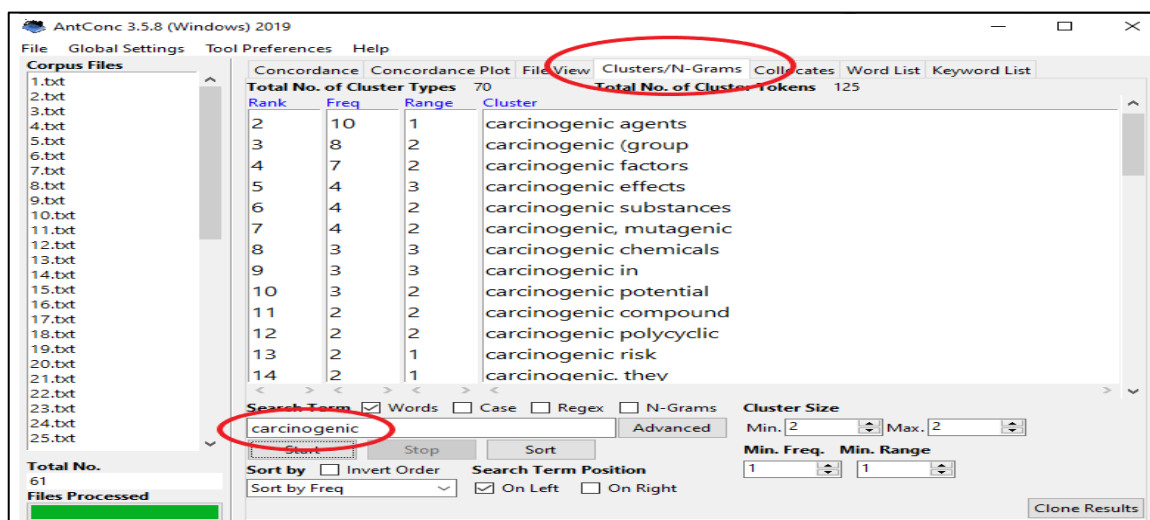 AntConc 3.5.8 (Windows) 2019
File Global Settings Tool Preferences Help
Corpus Files
1.txt
2.txt
3.txt
4.txt
5.txt
6.txt
7.txt
8.txt
9.txt
10.txt
11.txt
12.txt
13.txt
14.txt
15.txt
16.txt
17.txt
18.txt
19.txt
20.txt
21.txt
22.txt
23.txt
24.txt
25.txt
Total No.
61
Files Processed
Concordance Concordance Plot File View Clusters/N-Grams Collocates Word List Keyword List
Total No. of Cluster Types 70 Total No. of Cluster Tokens 125
Rank Freq Range Cluster
2 10 1 carcinogenic agents
3 8 2 carcinogenic (group
4 7 2 carcinogenic factors
5 4 3 carcinogenic effects
6 4 2 carcinogenic substances
7 4 2 carcinogenic, mutagenic
8 3 3 carcinogenic chemicals
9 3 3 carcinogenic in
10 3 2 carcinogenic potential
11 2 2 carcinogenic compound
12 2 2 carcinogenic polycyclic
13 2 1 carcinogenic risk
14 2 1 carcinogenic. they
Search Term Words Case Regex N-Grams Cluster Size
carcinogenic Advanced Min. 2 Max. 2
Start Stop Sort Min. Freq. Min. Range
Sort by Invert Order Search Term Position 1 1
Sort by Freq On Left On Right
Clone Results